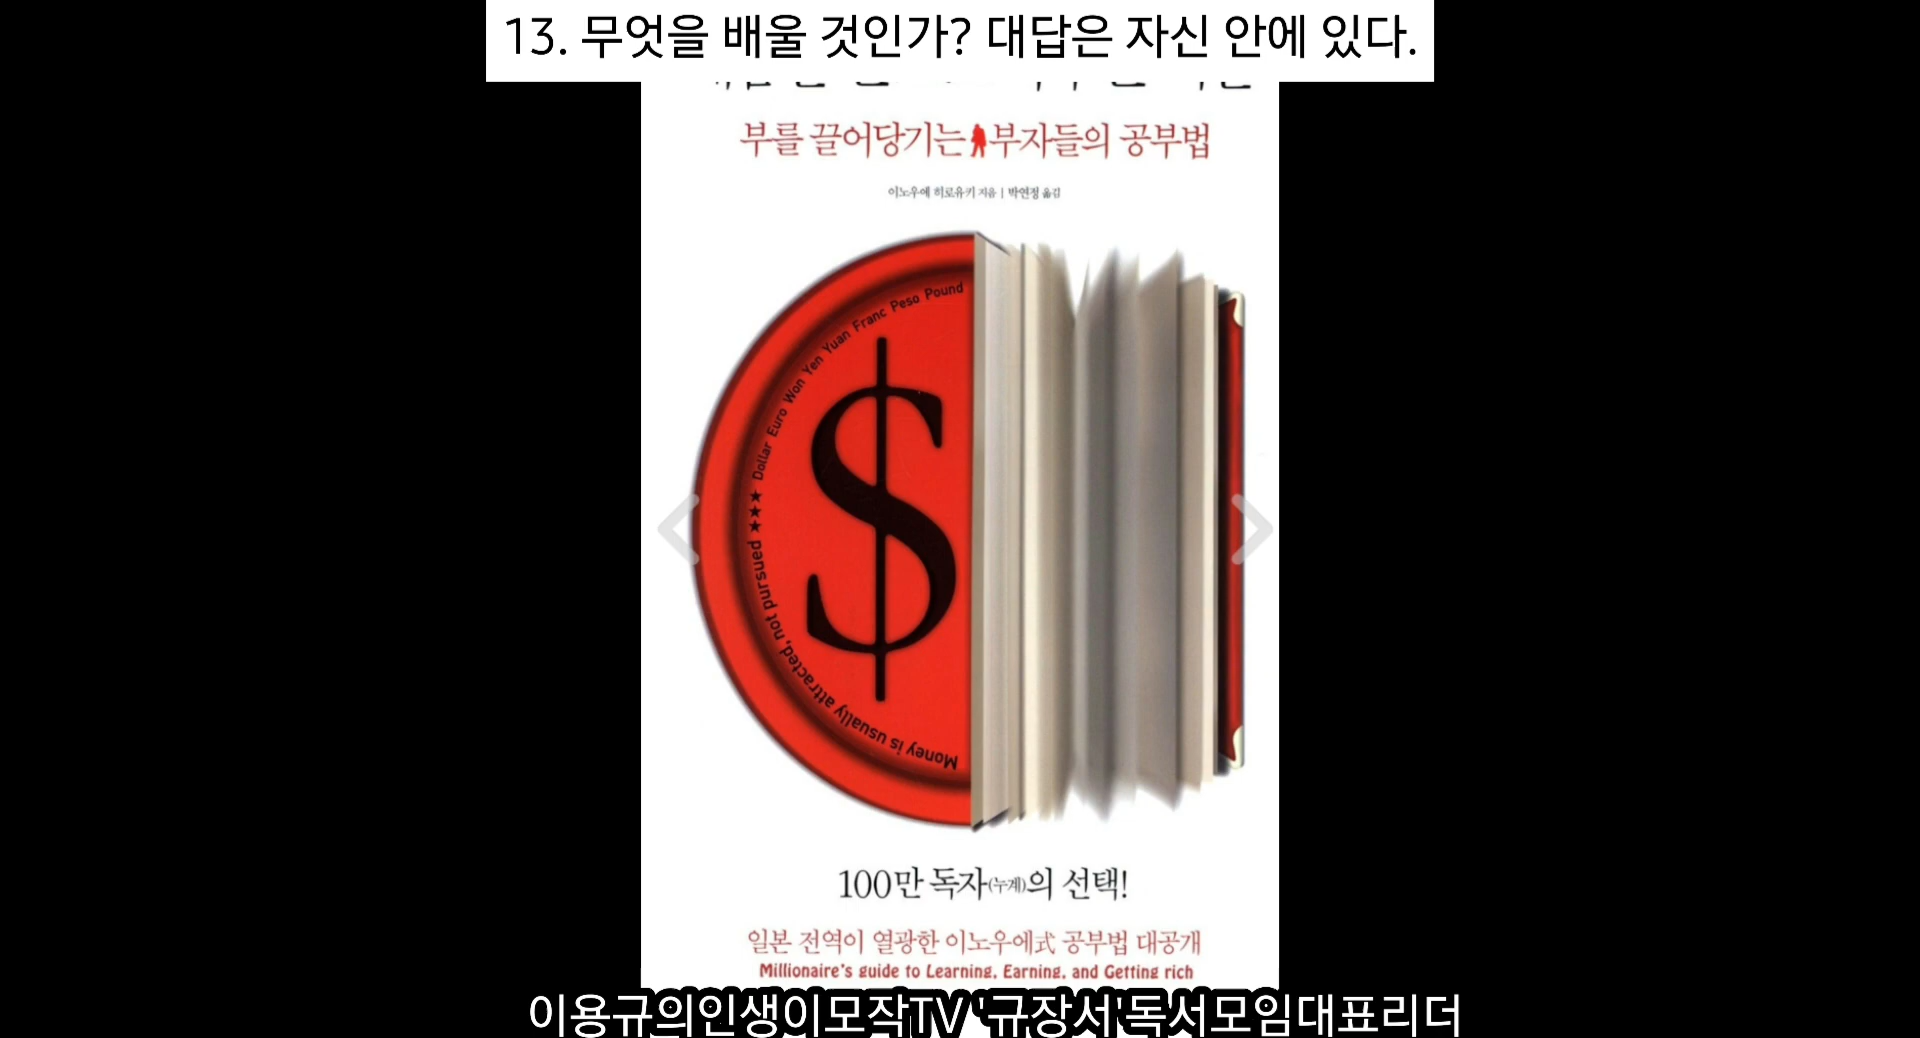 13. 무엇을 배울 것인가? 대답은 자신 안에 있다.
부를 끌어당기는 부자들의 공부법
이노우에 히로유키 지음 | 박연정 옮김
Dollar Euro Won Yen Yuan Franc Peso Pound
Money is usually attracted, not pursued ★★★
100만 독자(누계)의 선택!
일본 전역이 열광한 이노우에式 공부법 대공개
Millionaire's guide to Learning, Earning, and Getting rich
이용규의인생이모작TV '규장서'독서모임대표리더